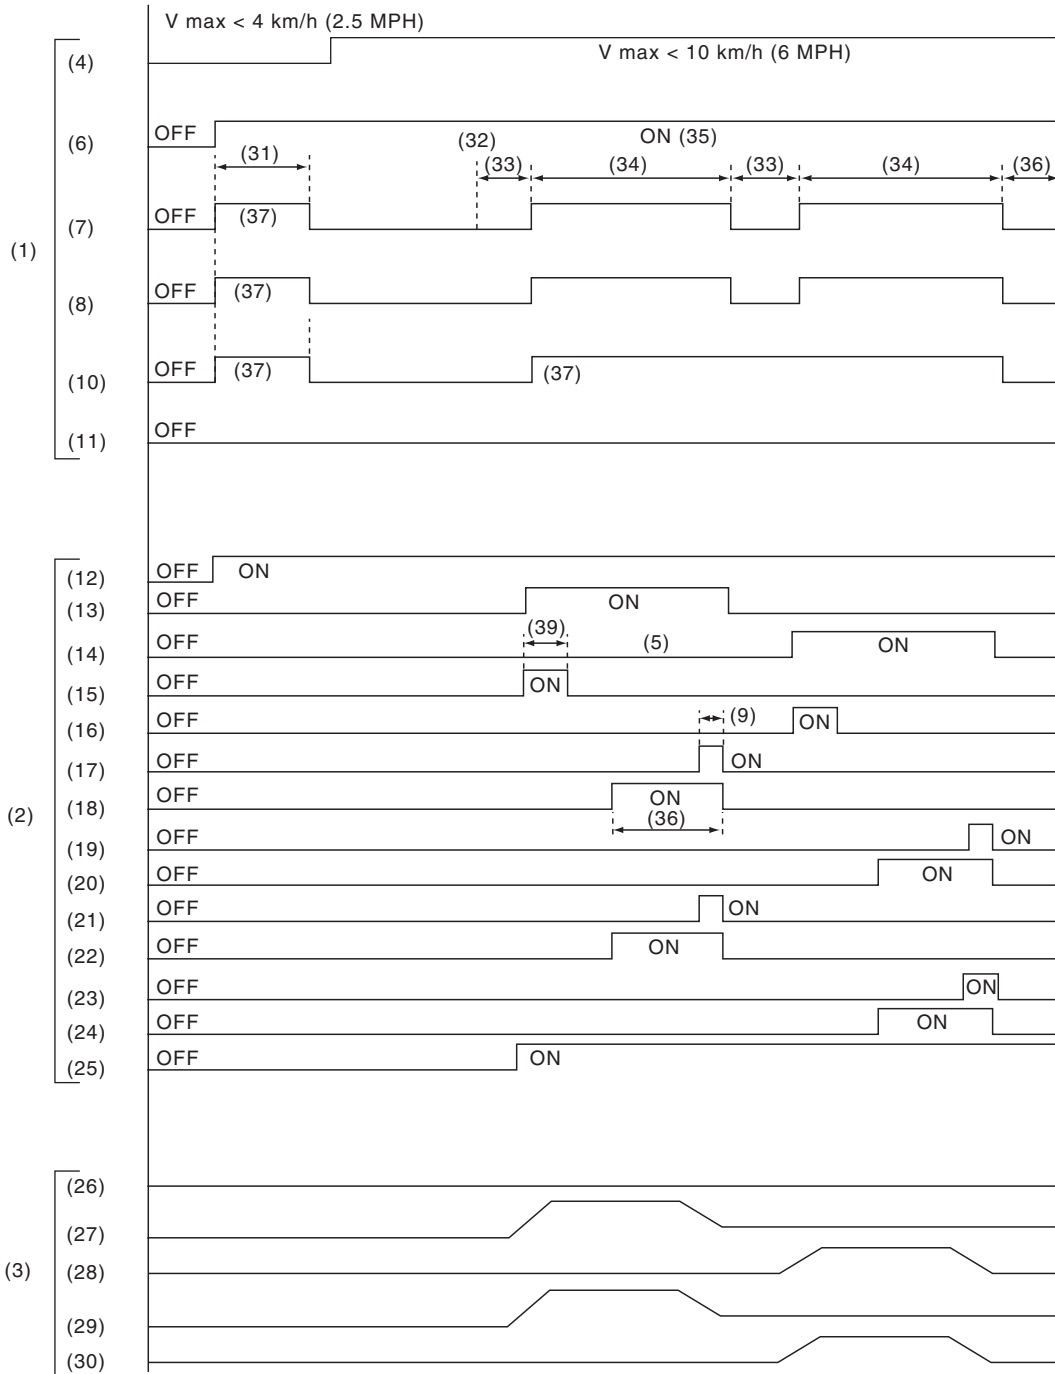 V max < 4 km/h (2.5 MPH)
V max < 10 km/h (6 MPH)
(4)
(6) OFF ON (35)
(31) (32) (33) (34) (33) (34) (36)
(7) OFF (37)
(1)
(8) OFF (37)
(10) OFF (37) (37)
(11) OFF
(12) OFF ON
(13) OFF ON
(39) (5)
(14) OFF ON
(15) OFF ON
(16) OFF (9) ON
(17) OFF ON
(2)
(18) OFF ON
(36)
(19) OFF ON
(20) OFF ON
(21) OFF ON
(22) OFF ON
(23) OFF ON
(24) OFF ON
(25) OFF ON
(26)
(27)
(3)
(28)
(29)
(30)